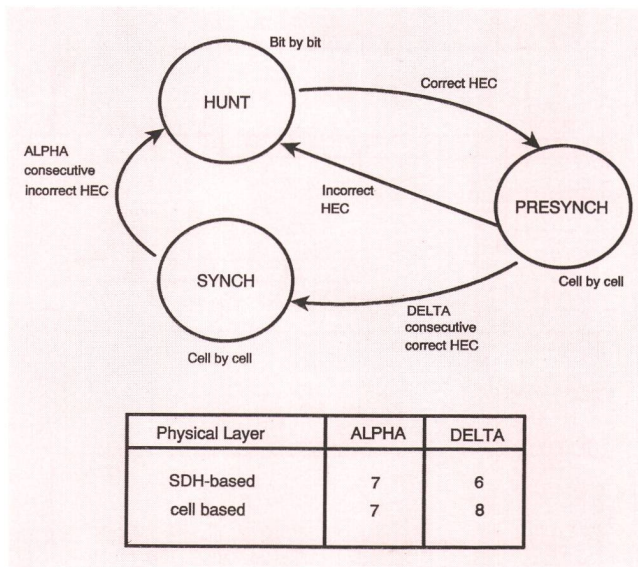 Bit by bit
HUNT
Correct HEC
ALPHA
consecutive
incorrect HEC
Incorrect
HEC
PRESYNCH
SYNCH
Cell by cell
DELTA
consecutive
correct HEC
Cell by cell
Physical Layer ALPHA DELTA
SDH-based 7 6
cell based 7 8